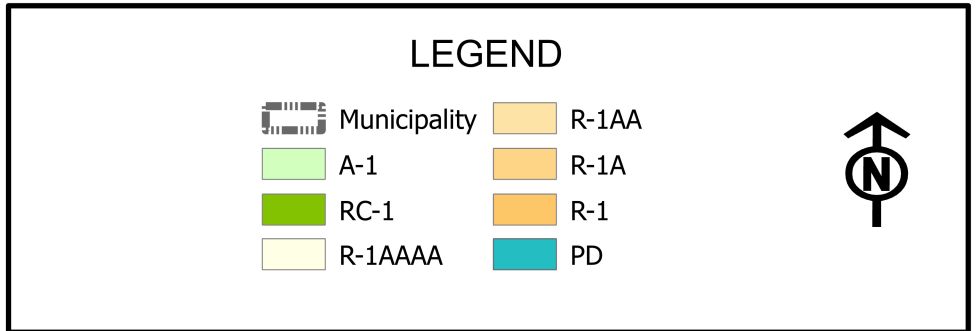 LEGEND
Municipality
A-1
RC-1
R-1AAAA
R-1AA
R-1A
R-1
PD
N